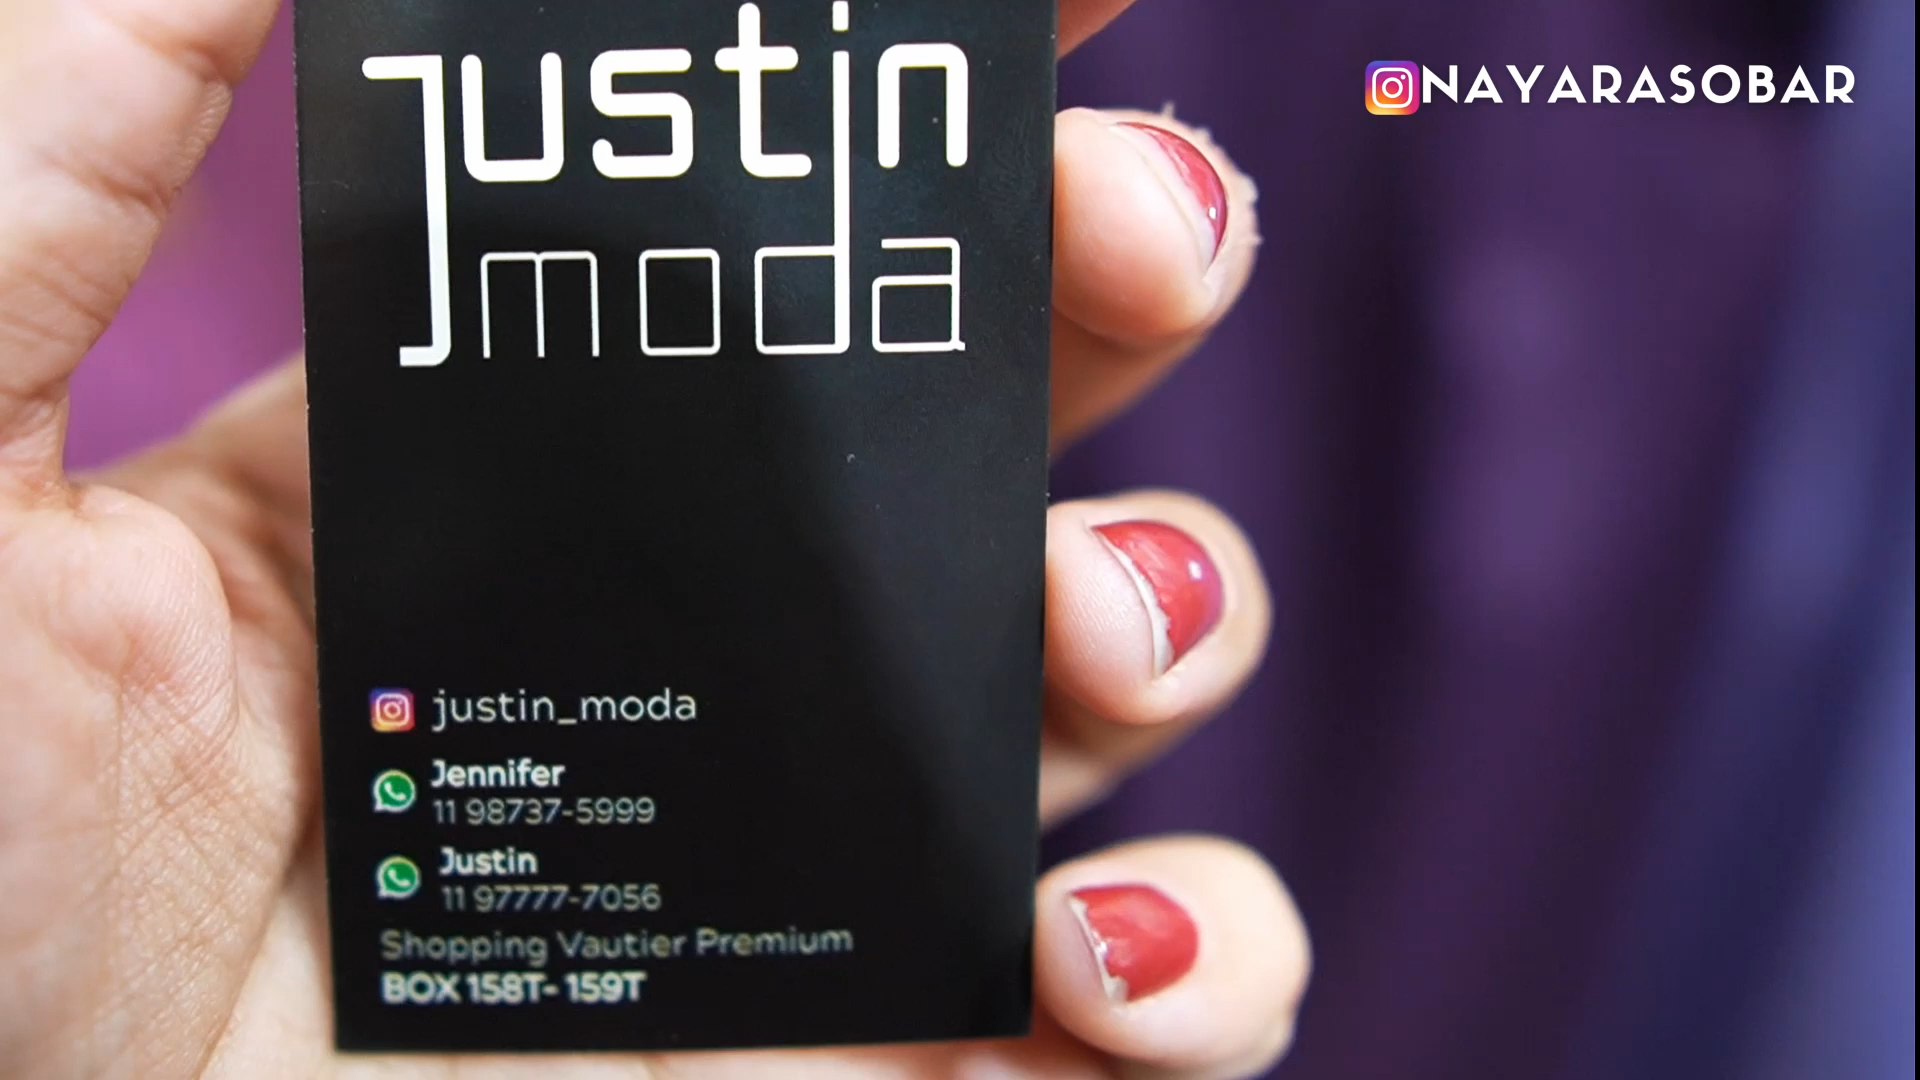 justin
moda
NAYARASOBAR
justin_moda
Jennifer
11 98737-5999
Justin
11 97777-7056
Shopping Vautier Premium
BOX 158T- 159T